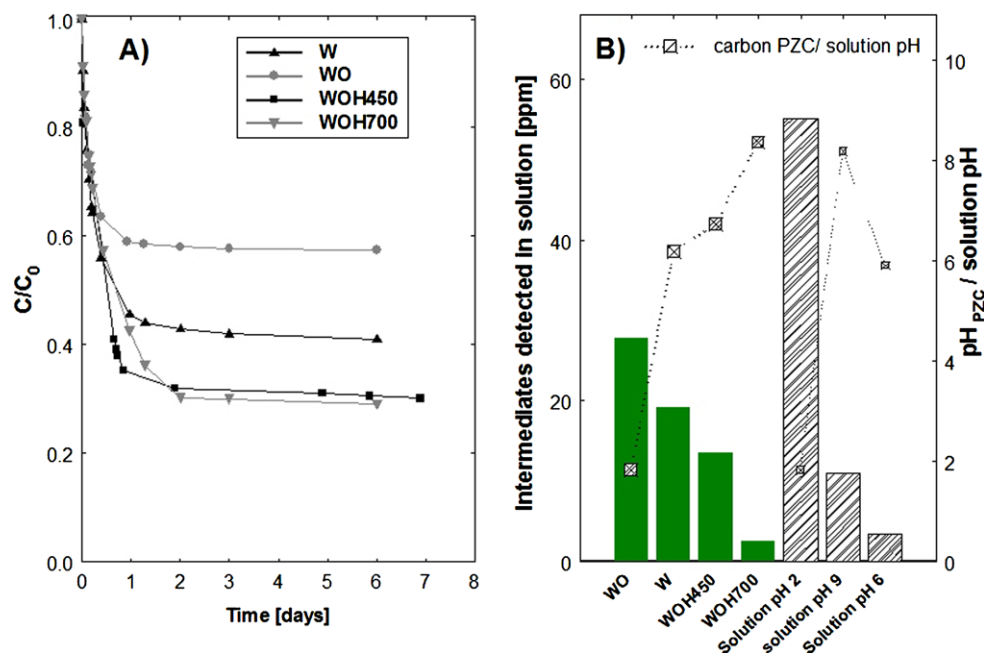 A)
W
WO
WOH450
WOH700
C/C0
1.0
0.8
0.6
0.4
0.2
0.0
0 1 2 3 4 5 6 7 8
Time [days]
B)
carbon PZC/ solution pH
Intermediates detected in solution [ppm]
60
40
20
0
10
8
6
4
2
0
pHPZC / solution pH
WO
W
WOH450
WOH700
Solution pH 2
solution pH 9
Solution pH 6